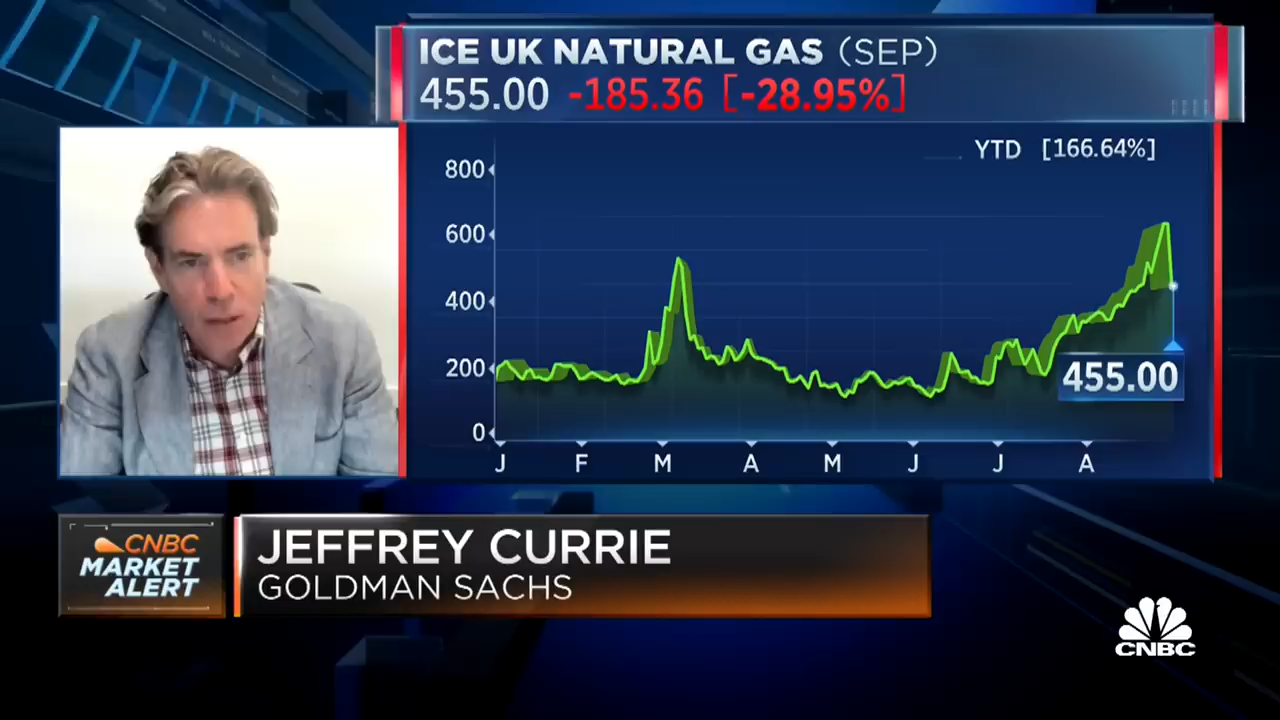 ICE UK NATURAL GAS (SEP)
455.00 -185.36 [-28.95%]
YTD [166.64%]
800
600
400
200
0
455.00
J F M A M J J A
CNBC
MARKET
ALERT
JEFFREY CURRIE
GOLDMAN SACHS
CNBC